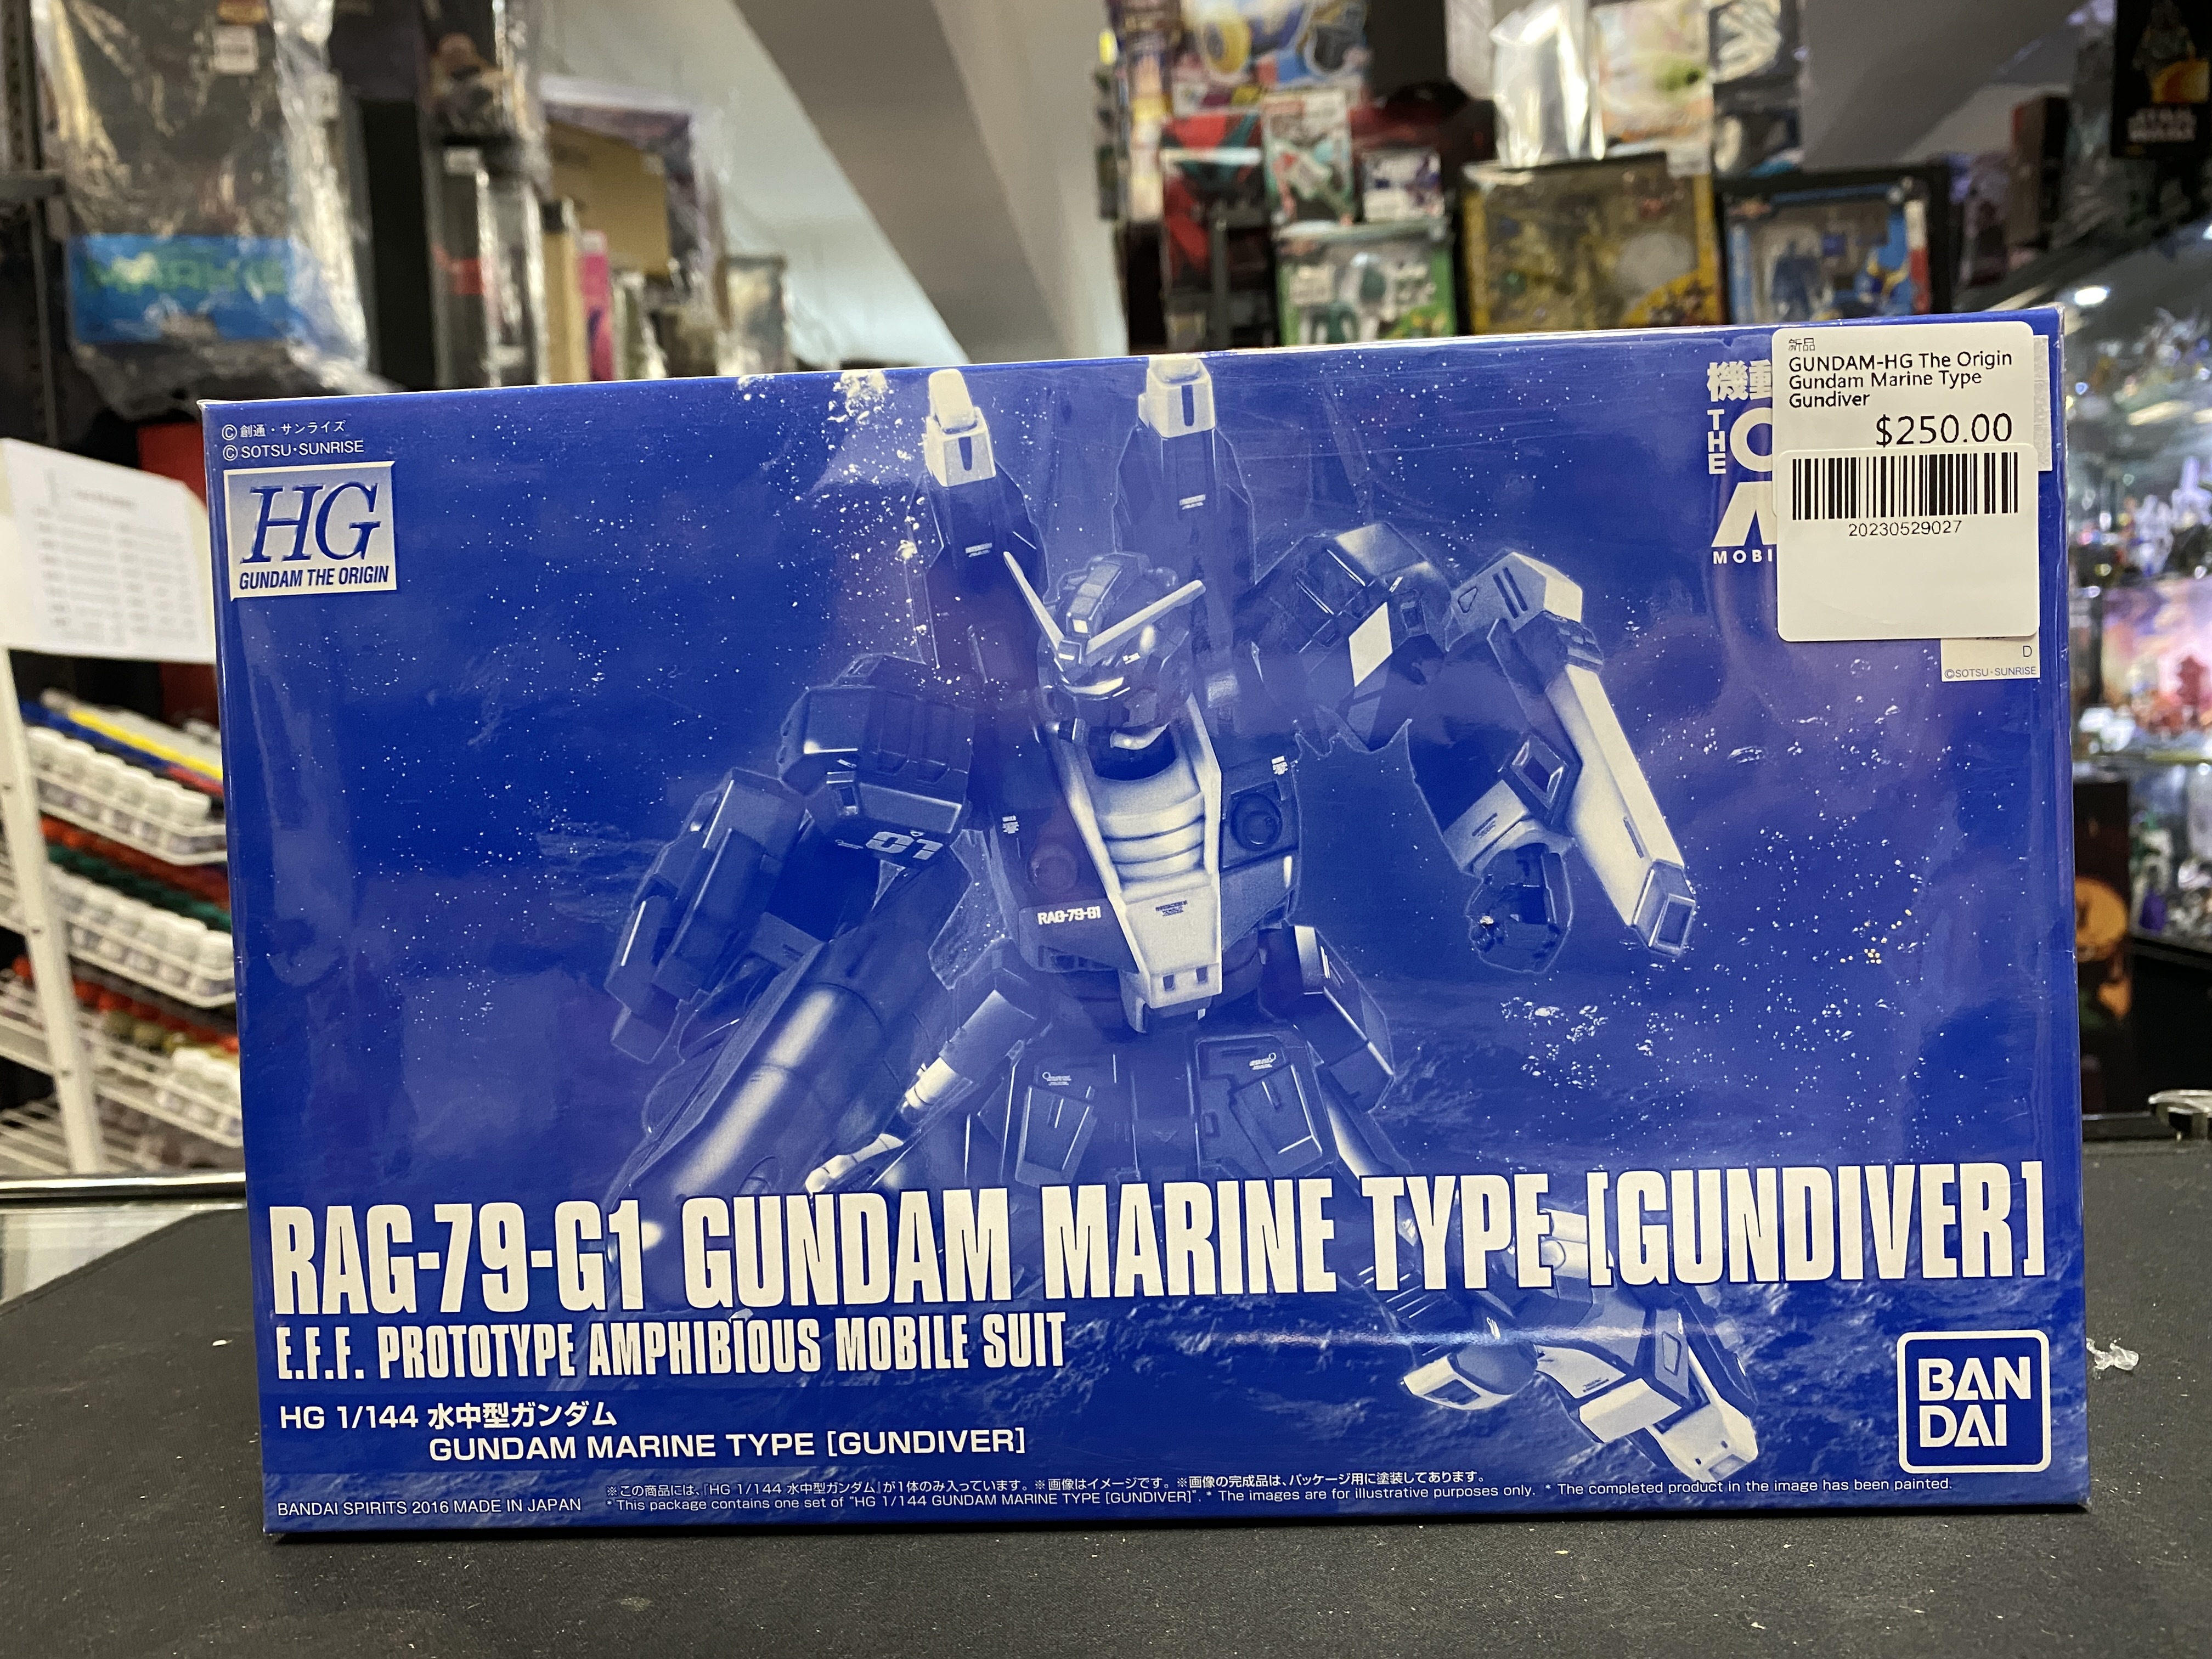 ©創通・サンライズ
©SOTSU・SUNRISE
HG
GUNDAM THE ORIGIN
機動
THE O
MOBI
新品
GUNDAM-HG The Origin
Gundam Marine Type
Gundiver
$250.00
20230529027
D
©SOTSU・SUNRISE
07
RAG-79-G1
RAG-79-G1 GUNDAM MARINE TYPE [GUNDIVER]
E.F.F. PROTOTYPE AMPHIBIOUS MOBILE SUIT
HG 1/144 水中型ガンダム
GUNDAM MARINE TYPE [GUNDIVER]
BAN
DAI
BANDAI SPIRITS 2016 MADE IN JAPAN
※この商品には、「HG 1/144 水中型ガンダム」が1体のみ入っています。※画像はイメージです。※画像の完成品は、パッケージ用に塗装してあります。
* This package contains one set of "HG 1/144 GUNDAM MARINE TYPE [GUNDIVER]". * The images are for illustrative purposes only. * The completed product in the image has been painted.